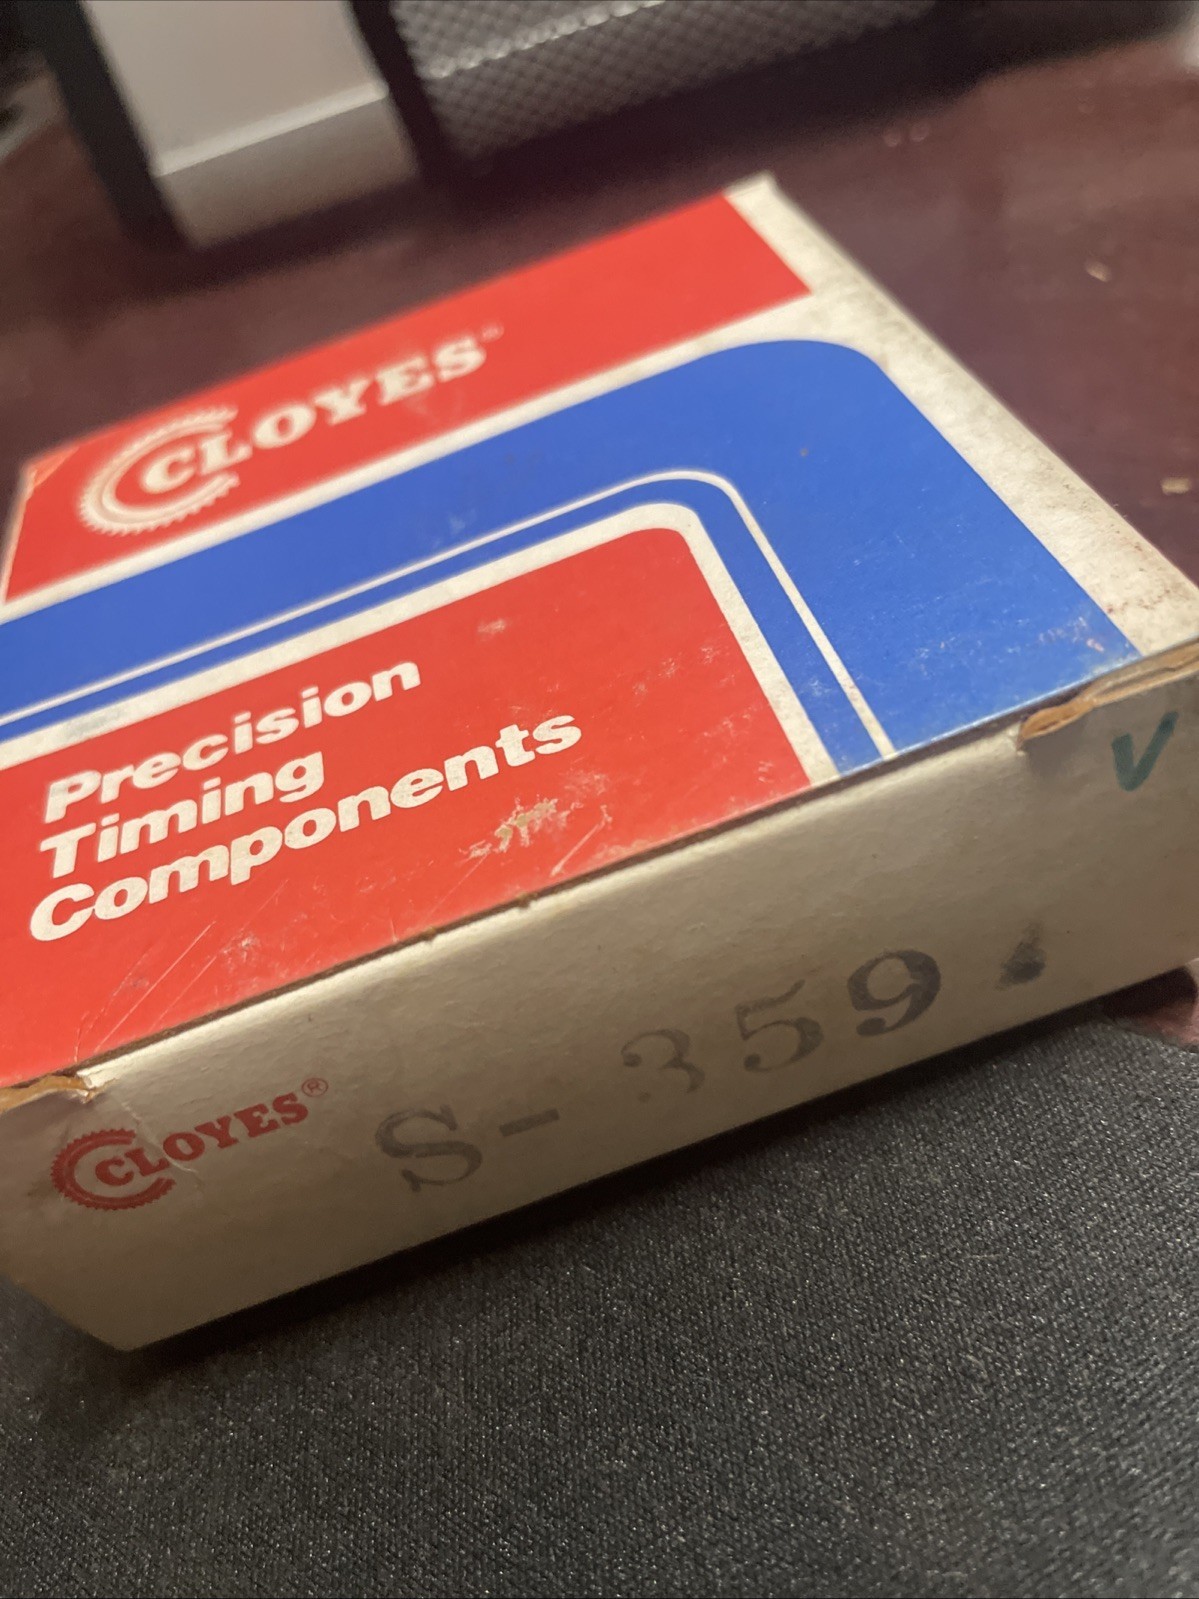 CLOYES®
Precision
Timing
Components
V
CLOYES® S-359